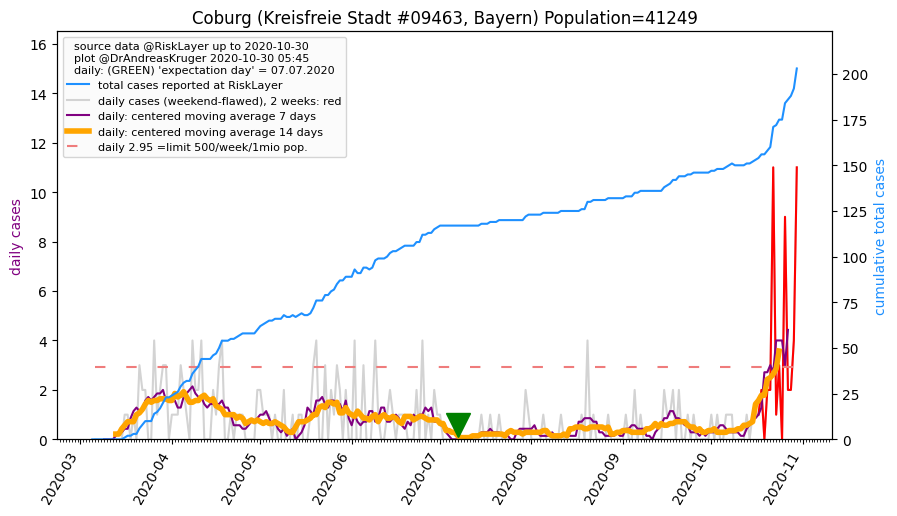 Coburg (Kreisfreie Stadt #09463, Bayern) Population=41249
source data @RiskLayer up to 2020-10-30
plot @DrAndreasKruger 2020-10-30 05:45
daily: (GREEN) 'expectation day' = 07.07.2020
total cases reported at RiskLayer
daily cases (weekend-flawed), 2 weeks: red
daily: centered moving average 7 days
daily: centered moving average 14 days
daily 2.95 =limit 500/week/1mio pop.
daily cases
16
14
12
10
8
6
4
2
0
cumulative total cases
200
175
150
125
100
75
50
25
0
2020-03
2020-04
2020-05
2020-06
2020-07
2020-08
2020-09
2020-10
2020-11